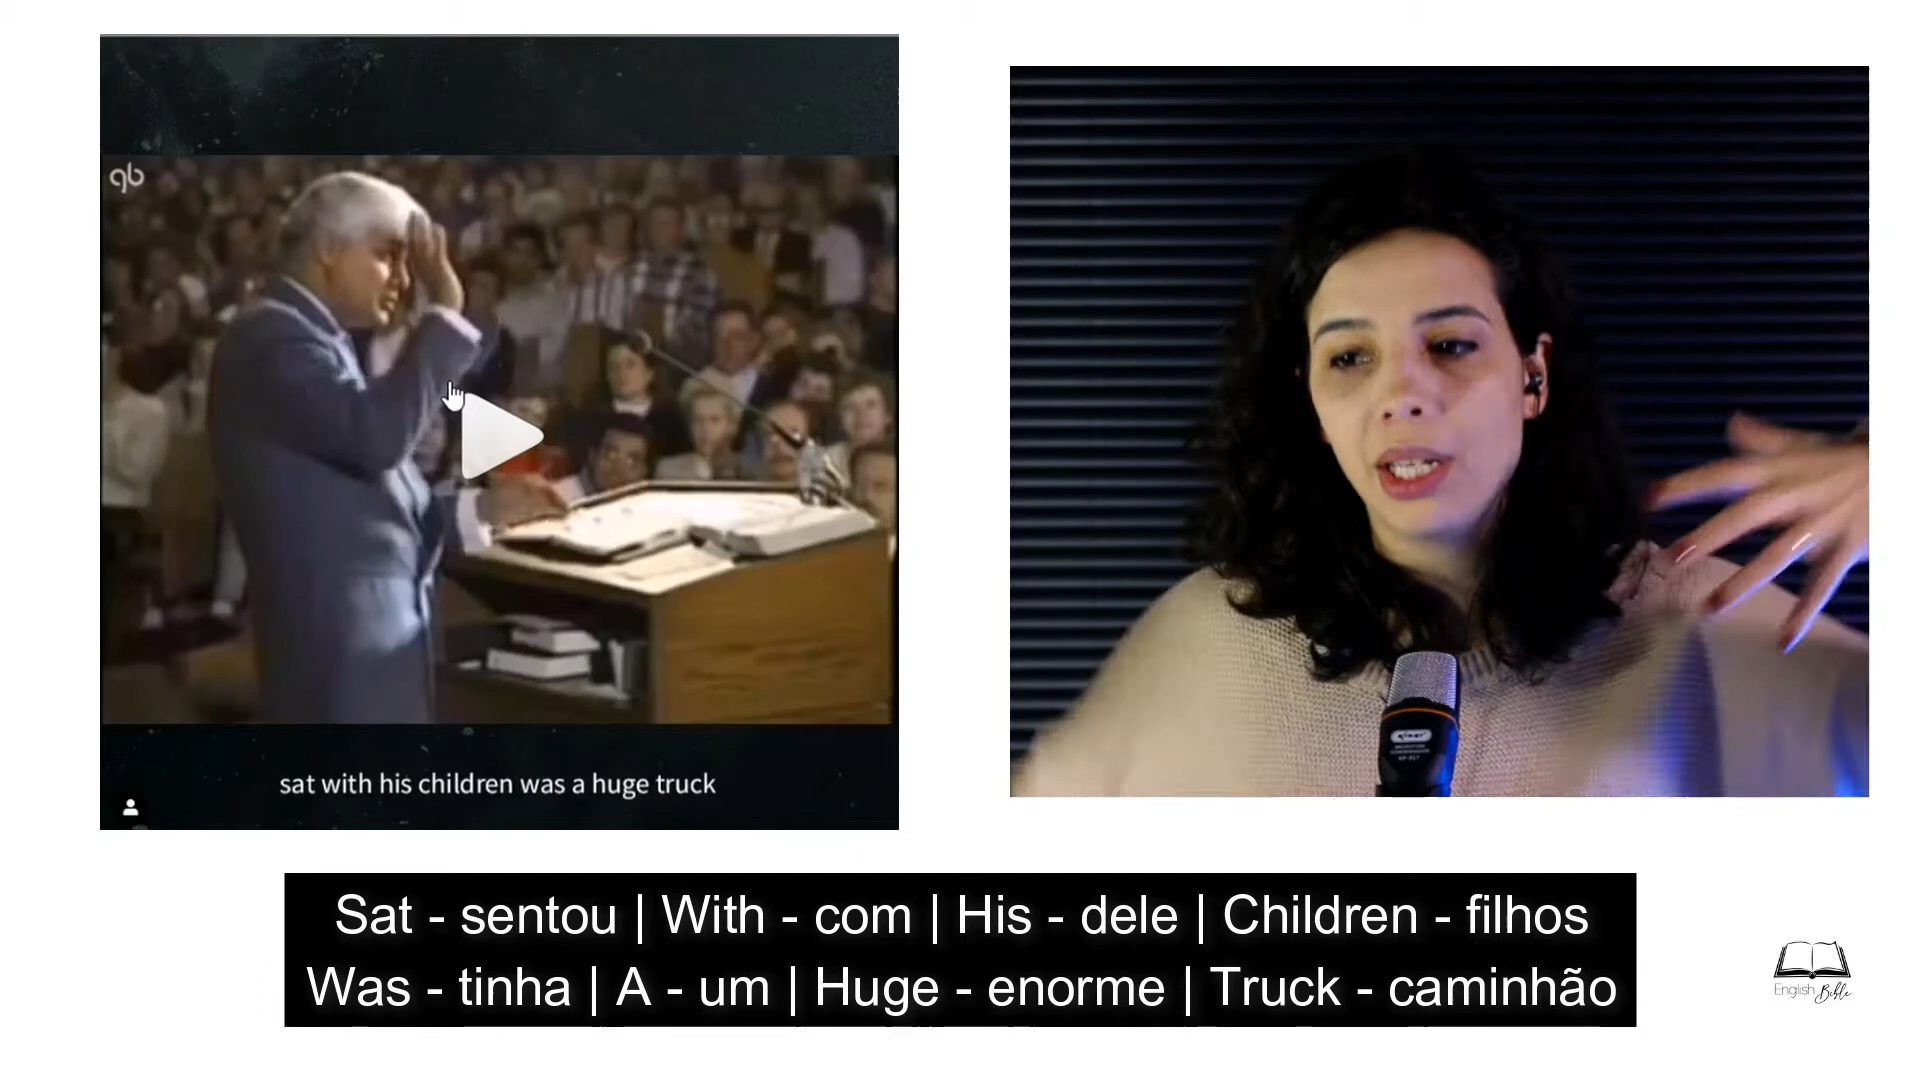 qb
sat with his children was a huge truck
Sat - sentou | With - com | His - dele | Children - filhos
Was - tinha | A - um | Huge - enorme | Truck - caminhão
English Bible